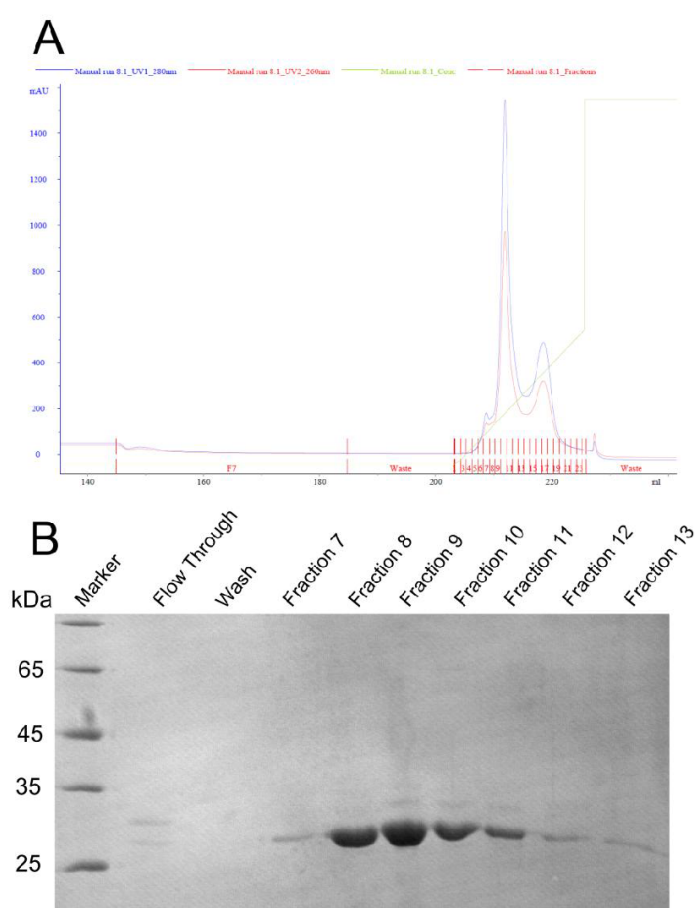 A
Manual run 8.1_UV1_280nm Manual run 8.1_UV2_260nm Manual run 8.1_Conc Manual run 8.1_Fractions
mAU
1400
1200
1000
800
600
400
200
0
F7 Waste Waste
140 160 180 200 220 ml
B
kDa Marker Flow Through Wash Fraction 7 Fraction 8 Fraction 9 Fraction 10 Fraction 11 Fraction 12 Fraction 13
65
45
35
25